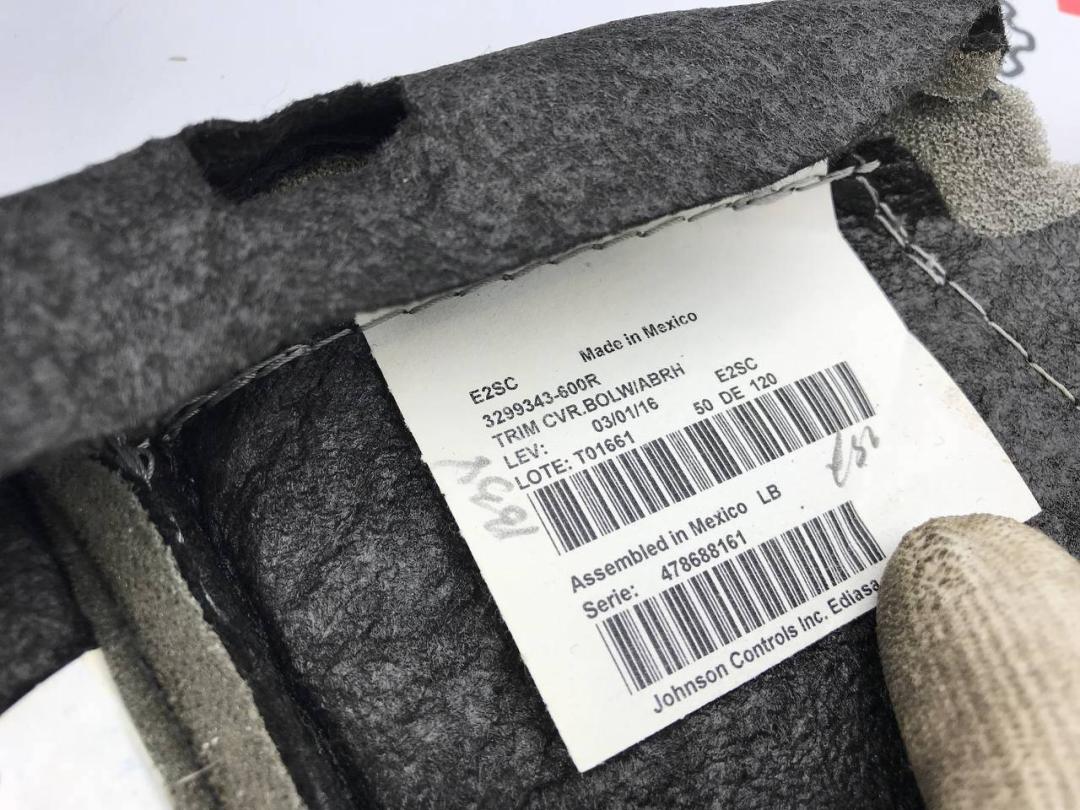 Made in Mexico
E2SC
3299343-600R
TRIM CVR.BOLW/ABRH E2SC
LEV: 03/01/16 50 DE 120
LOTE: T01661
Assembled in Mexico LB
Serie: 478688161
Johnson Controls Inc. Ediasa